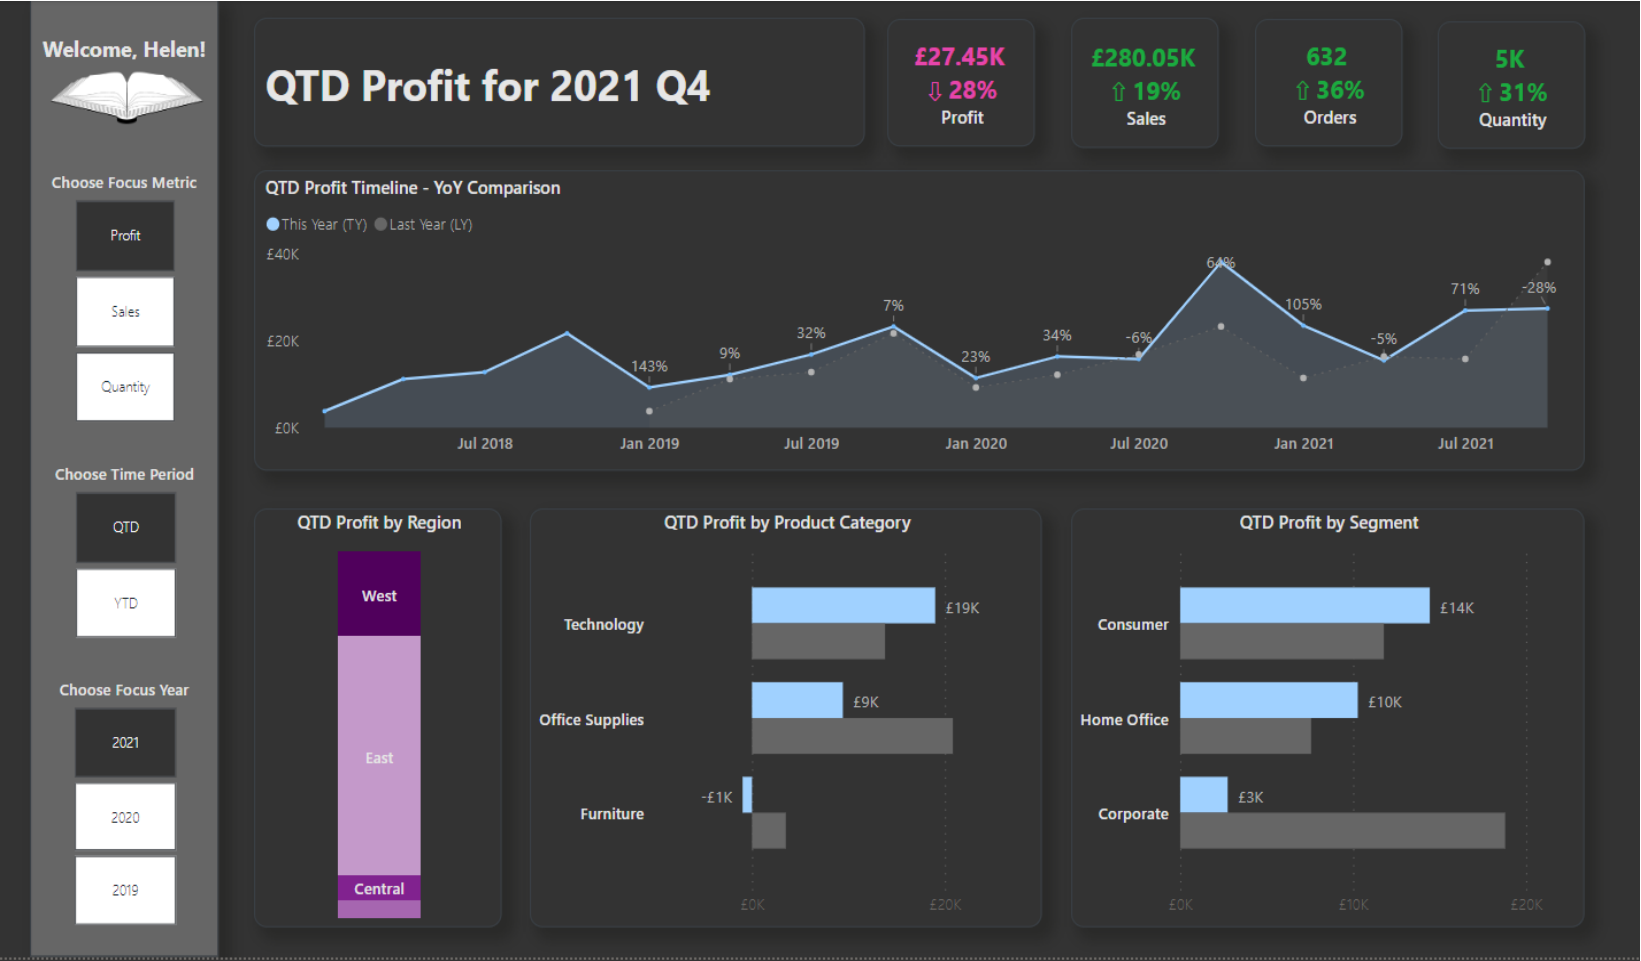 Welcome, Helen!
Choose Focus Metric
Profit
Sales
Quantity
Choose Time Period
QTD
YTD
Choose Focus Year
2021
2020
2019
QTD Profit for 2021 Q4
£27.45K
⇩ 28%
Profit
£280.05K
⇧ 19%
Sales
632
⇧ 36%
Orders
5K
⇧ 31%
Quantity
QTD Profit Timeline - YoY Comparison
This Year (TY) Last Year (LY)
£40K
£20K
£0K
143%
9%
32%
7%
23%
34%
-6%
64%
105%
-5%
71%
-28%
Jul 2018 Jan 2019 Jul 2019 Jan 2020 Jul 2020 Jan 2021 Jul 2021
QTD Profit by Region
West
East
Central
QTD Profit by Product Category
Technology £19K
Office Supplies £9K
Furniture -£1K
£0K £20K
QTD Profit by Segment
Consumer £14K
Home Office £10K
Corporate £3K
£0K £10K £20K